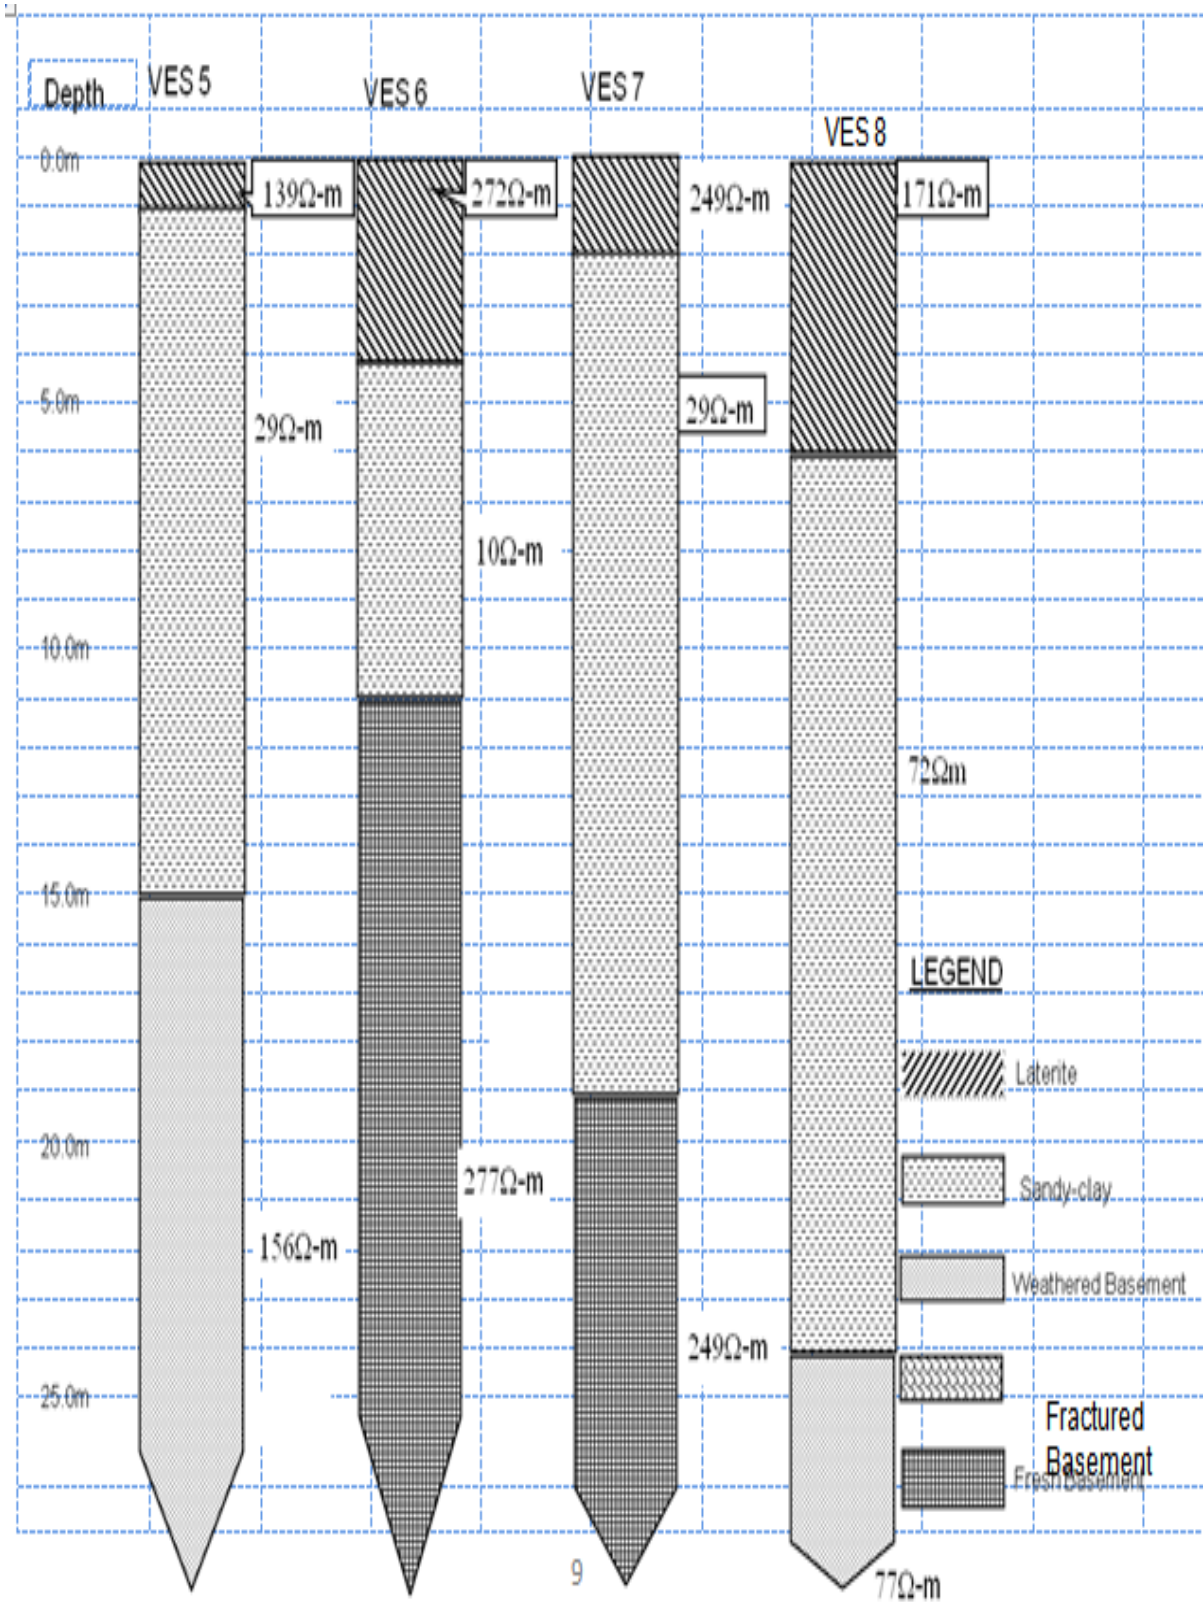 Depth
VES 5
VES 6
VES 7
VES 8
0.0m
139Ω-m
272Ω-m
249Ω-m
171Ω-m
5.0m
29Ω-m
29Ω-m
10Ω-m
10.0m
72Ωm
15.0m
LEGEND
Laterite
20.0m
277Ω-m
Sandy-clay
156Ω-m
Weathered Basement
249Ω-m
25.0m
Fractured
Basement
Fresh Basement
9
77Ω-m